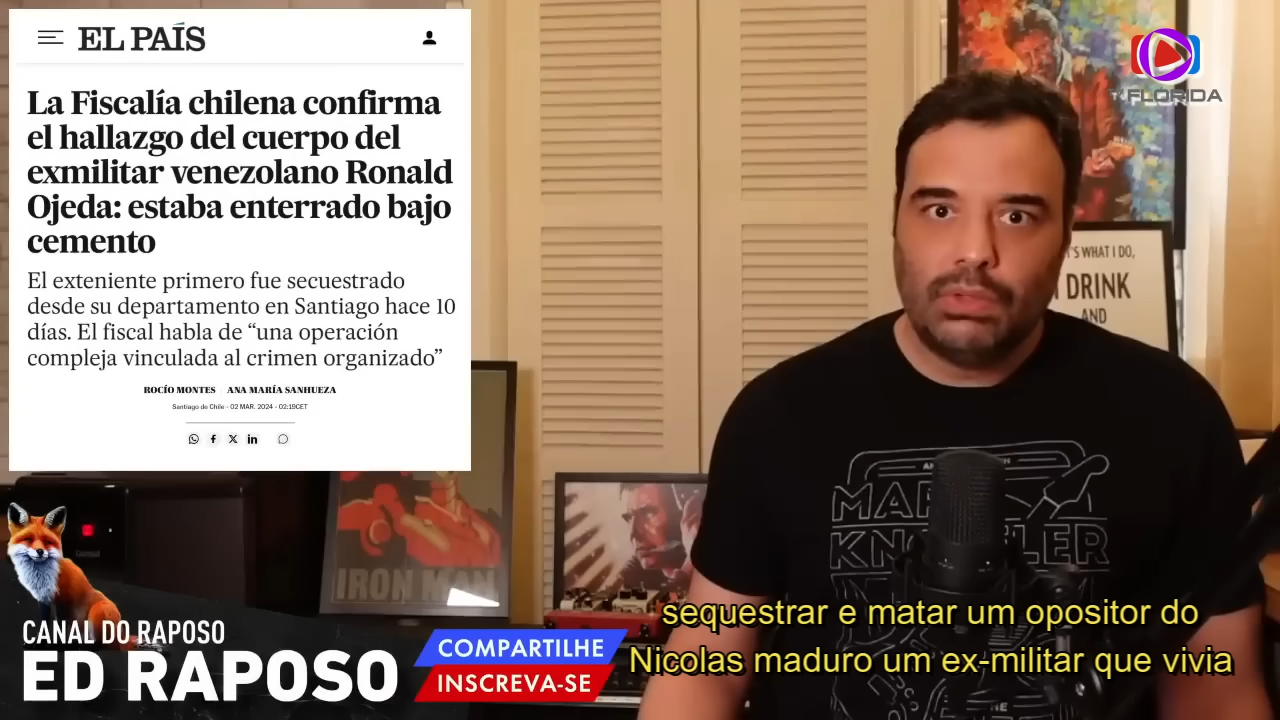 EL PAÍS
La Fiscalía chilena confirma
el hallazgo del cuerpo del
exmilitar venezolano Ronald
Ojeda: estaba enterrado bajo
cemento
El exteniente primero fue secuestrado
desde su departamento en Santiago hace 10
días. El fiscal habla de “una operación
compleja vinculada al crimen organizado”
ROCÍO MONTES ANA MARÍA SANHUEZA
Santiago de Chile - 02 MAR. 2024 - 02:19CET
FLORIDA
WHAT I DO,
DRINK
AND
IRON MAN
CANAL DO RAPOSO
ED RAPOSO
COMPARTILHE
INSCREVA-SE
sequestrar e matar um opositor do
Nicolas maduro um ex-militar que vivia